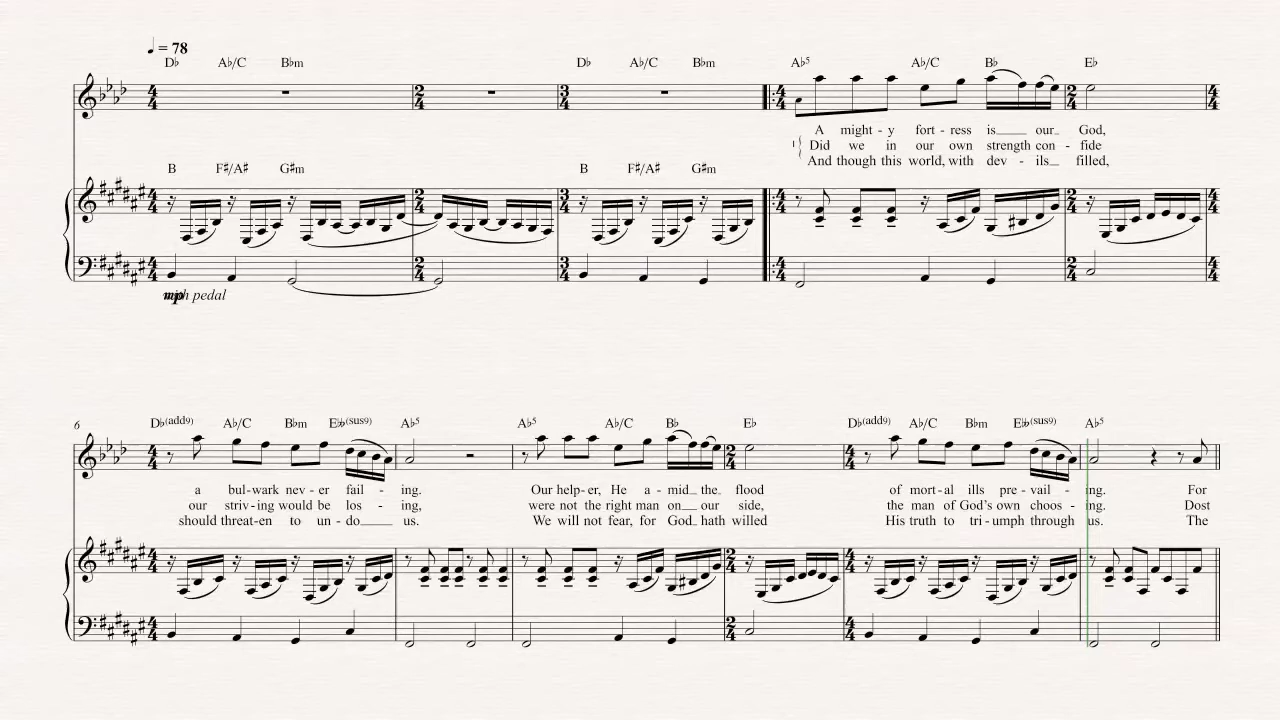 ♩ = 78
D♭ A♭/C B♭m D♭ A♭/C B♭m A♭5 A♭/C B♭ E♭
A might - y fort - ress is our God,
1 Did we in our own strength con - fide
And though this world, with dev - ils filled,
B F♯/A♯ G♯m B F♯/A♯ G♯m
mp pedal
6
D♭(add9) A♭/C B♭m E♭(sus9) A♭5 A♭5 A♭/C B♭ E♭ D♭(add9) A♭/C B♭m E♭(sus9) A♭5
a bul - wark nev - er fail - ing. Our help - er, He a - mid the flood of mort - al ills pre - vail - ing. For
our striv - ing would be los - ing, were not the right man on our side, the man of God's own choos - ing. Dost
should threat - en to un - do us. We will not fear, for God hath willed His truth to tri - umph through us. The